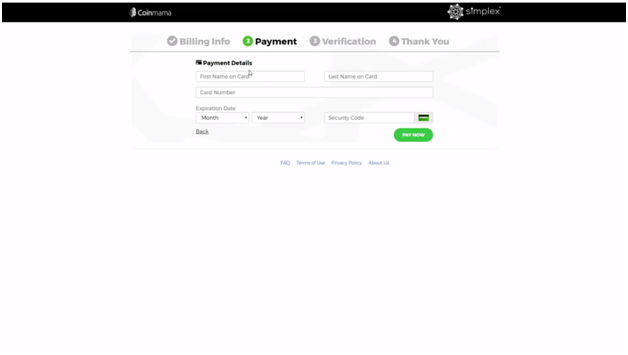 Coinmama simplex
Billing Info 2 Payment 3 Verification 4 Thank You
Payment Details
First Name on Card Last Name on Card
Card Number
Expiration Date
Month Year Security Code
Back PAY NOW
FAQ Terms of Use Privacy Policy About Us